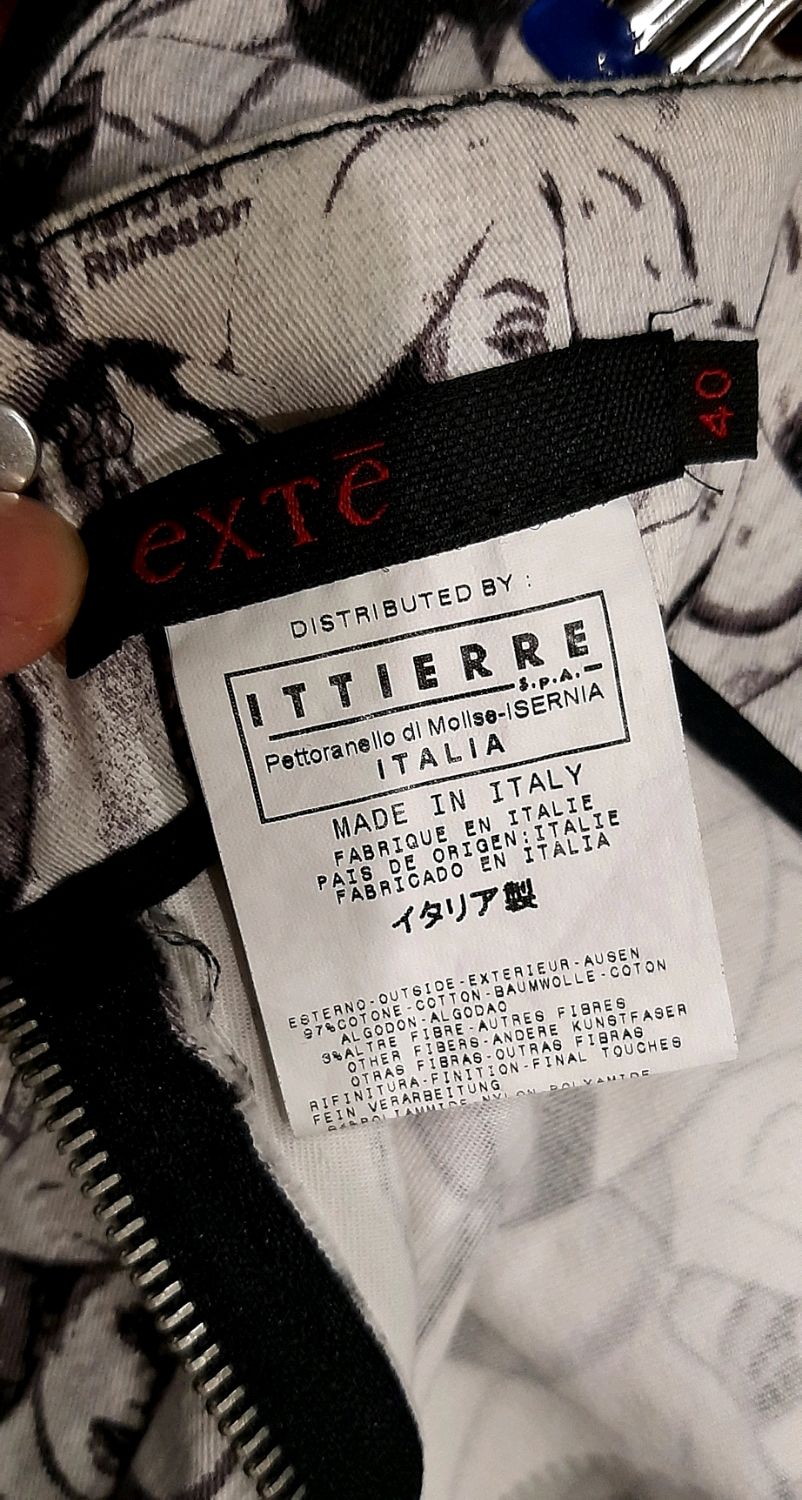 Rhineston
40
exTē
DISTRIBUTED BY :
ITTIERRE
S.p.A.
Pettoranello di Molise-ISERNIA
ITALIA
MADE IN ITALY
FABRIQUE EN ITALIE
PAIS DE ORIGEN:ITALIE
FABRICADO EN ITALIA
イタリア製
ESTERNO-OUTSIDE-EXTERIEUR-AUSEN
97%COTONE-COTTON-BAUMWOLLE-COTON
ALGODON-ALGODAO
3%ALTRE FIBRE-AUTRES FIBRES
OTHER FIBERS-ANDERE KUNSTFASER
OTRAS FIBRAS-OUTRAS FIBRAS
RIFINITURA-FINITION-FINAL TOUCHES
FEIN VERARBEITUNG